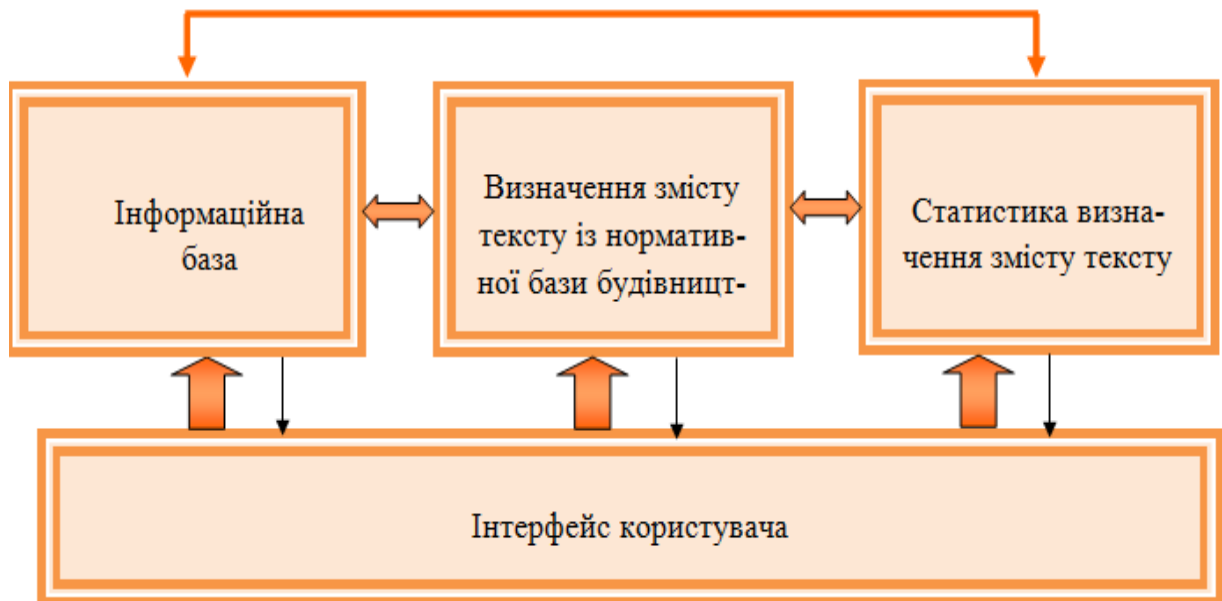 Інформаційна
база
Визначення змісту
тексту із норматив-
ної бази будівницт-
Статистика визна-
чення змісту тексту
Інтерфейс користувача